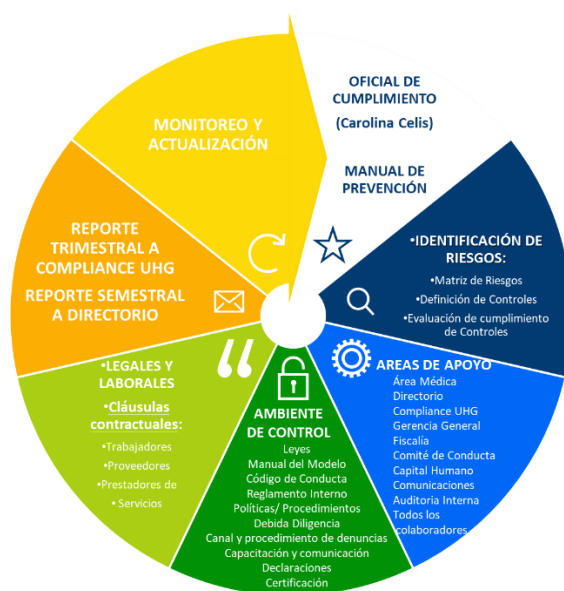 OFICIAL DE
CUMPLIMIENTO
(Carolina Celis)
MANUAL DE
PREVENCIÓN
•IDENTIFICACIÓN DE
RIESGOS:
•Matriz de Riesgos
•Definición de Controles
•Evaluación de cumplimiento
de Controles
AREAS DE APOYO
Área Médica
Directorio
Compliance UHG
Gerencia General
Fiscalía
Comité de Conducta
Capital Humano
Comunicaciones
Auditoria Interna
Todos los
colaboradores
AMBIENTE
DE CONTROL
Leyes
Manual del Modelo
Código de Conducta
Reglamento Interno
Políticas/ Procedimientos
Debida Diligencia
Canal y procedimiento de denuncias
Capacitación y comunicación
Declaraciones
Certificación
•LEGALES Y
LABORALES
•Cláusulas
contractuales:
•Trabajadores
•Proveedores
•Prestadores de
• Servicios
REPORTE
TRIMESTRAL A
COMPLIANCE UHG
REPORTE SEMESTRAL
A DIRECTORIO
MONITOREO Y
ACTUALIZACIÓN